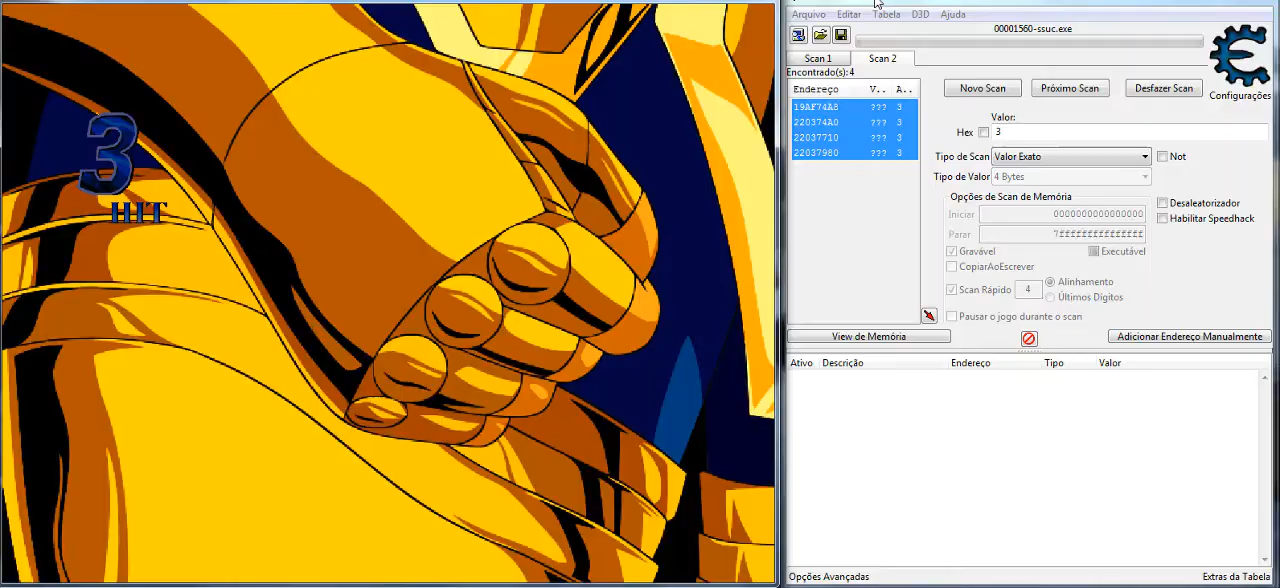 3
HIT
Arquivo Editar Tabela D3D Ajuda
00001560-ssuc.exe
Scan 1 Scan 2
Encontrado(s):4
Endereço V.. A..
19AF74A8 ??? 3
220374A0 ??? 3
22037710 ??? 3
22037980 ??? 3
Novo Scan Próximo Scan Desfazer Scan
Configurações
Valor:
Hex 3
Tipo de Scan Valor Exato Not
Tipo de Valor 4 Bytes
Opções de Scan de Memória
Iniciar 0000000000000000
Parar 7fffffffffffffff
Desaleatorizador
Habilitar Speedhack
Gravável Executável
CopiarAoEscrever
Scan Rápido 4 Alinhamento
Últimos Dígitos
Pausar o jogo durante o scan
View de Memória Adicionar Endereço Manualmente
Ativo Descrição Endereço Tipo Valor
Opções Avançadas Extras da Tabela